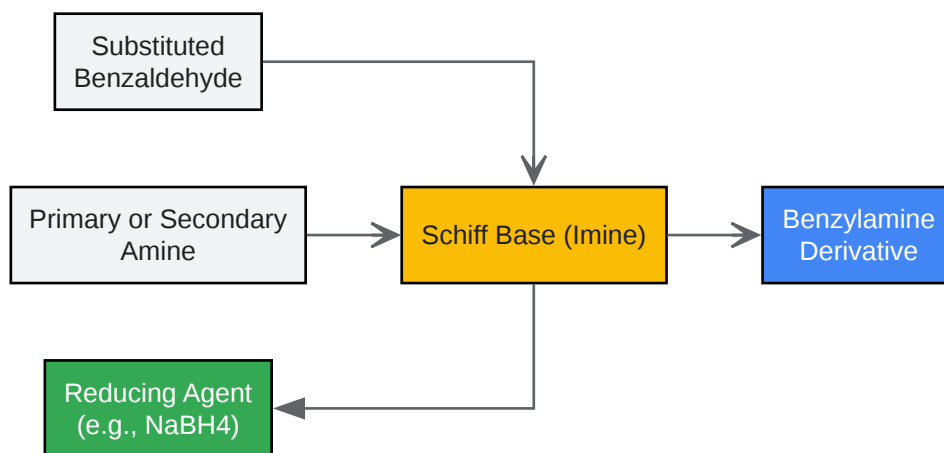 Substituted
Benzaldehyde
Primary or Secondary
Amine
Schiff Base (Imine)
Benzylamine
Derivative
Reducing Agent
(e.g., NaBH4)